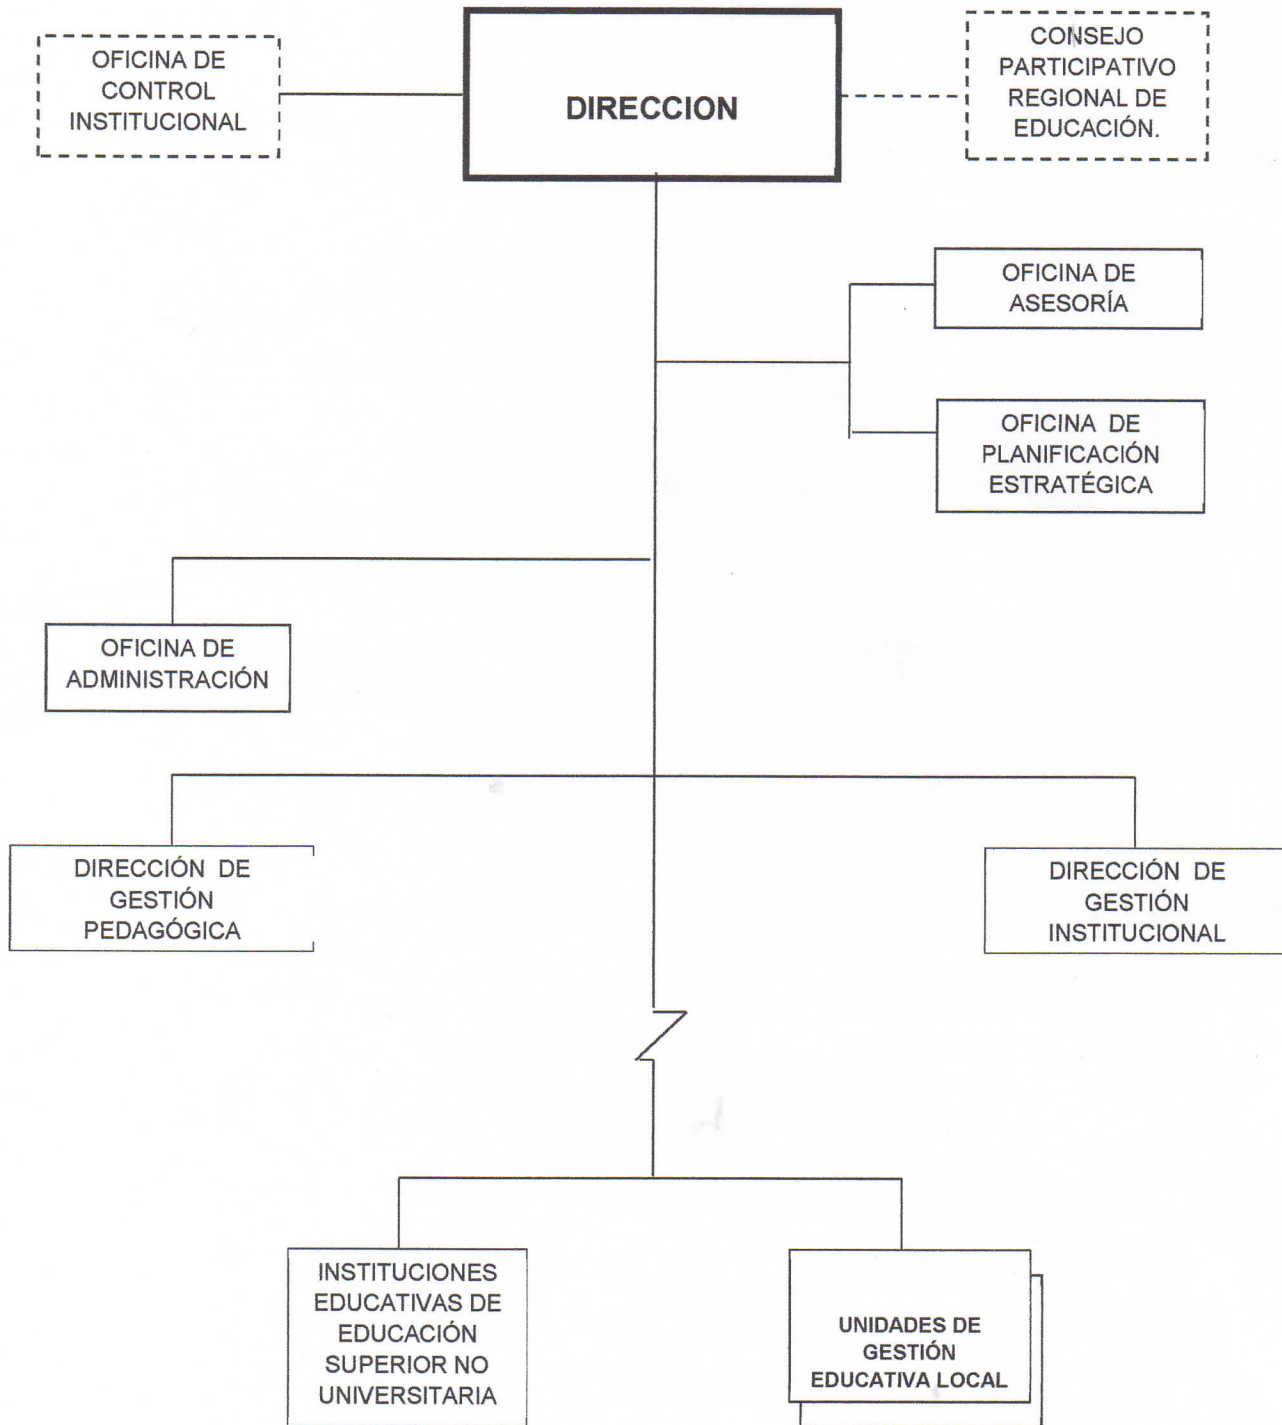 OFICINA DE
CONTROL
INSTITUCIONAL
DIRECCION
CONSEJO
PARTICIPATIVO
REGIONAL DE
EDUCACIÓN.
OFICINA DE
ASESORÍA
OFICINA DE
PLANIFICACIÓN
ESTRATÉGICA
OFICINA DE
ADMINISTRACIÓN
DIRECCIÓN DE
GESTIÓN
PEDAGÓGICA
DIRECCIÓN DE
GESTIÓN
INSTITUCIONAL
INSTITUCIONES
EDUCATIVAS DE
EDUCACIÓN
SUPERIOR NO
UNIVERSITARIA
UNIDADES DE
GESTIÓN
EDUCATIVA LOCAL